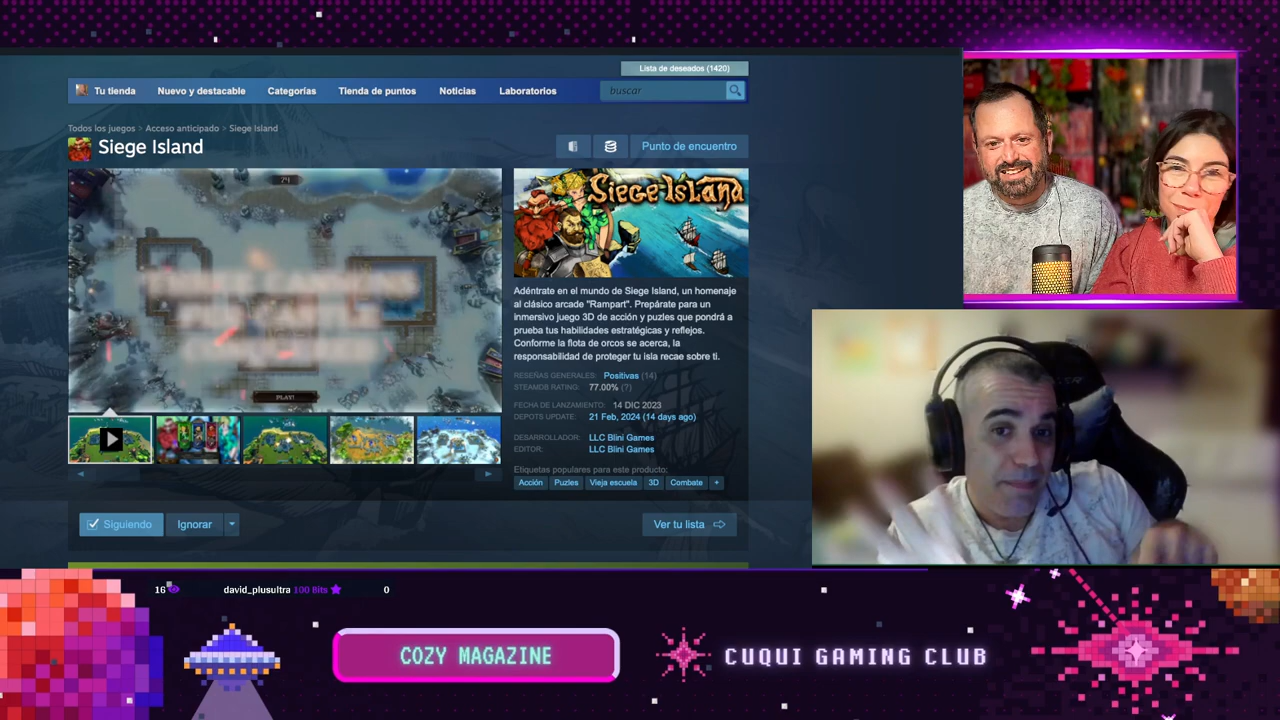 Lista de deseados (1420)
Tu tienda Nuevo y destacable Categorías Tienda de puntos Noticias Laboratorios buscar
Todos los juegos > Acceso anticipado > Siege Island
Siege Island
Punto de encuentro
Siege Island
Adéntrate en el mundo de Siege Island, un homenaje
al clásico arcade "Rampart". Prepárate para un
inmersivo juego 3D de acción y puzles que pondrá a
prueba tus habilidades estratégicas y reflejos.
Conforme la flota de orcos se acerca, la
responsabilidad de proteger tu isla recae sobre ti.
RESEÑAS GENERALES: Positivas (14)
STEAMDB RATING: 77.00% (?)
FECHA DE LANZAMIENTO: 14 DIC 2023
DEPOTS UPDATE: 21 Feb, 2024 (14 days ago)
DESARROLLADOR: LLC Blini Games
EDITOR: LLC Blini Games
Etiquetas populares para este producto:
Acción Puzles Vieja escuela 3D Combate +
PLAY!
Siguiendo Ignorar Ver tu lista
16 david_plusultra 100 Bits 0
COZY MAGAZINE
CUQUI GAMING CLUB